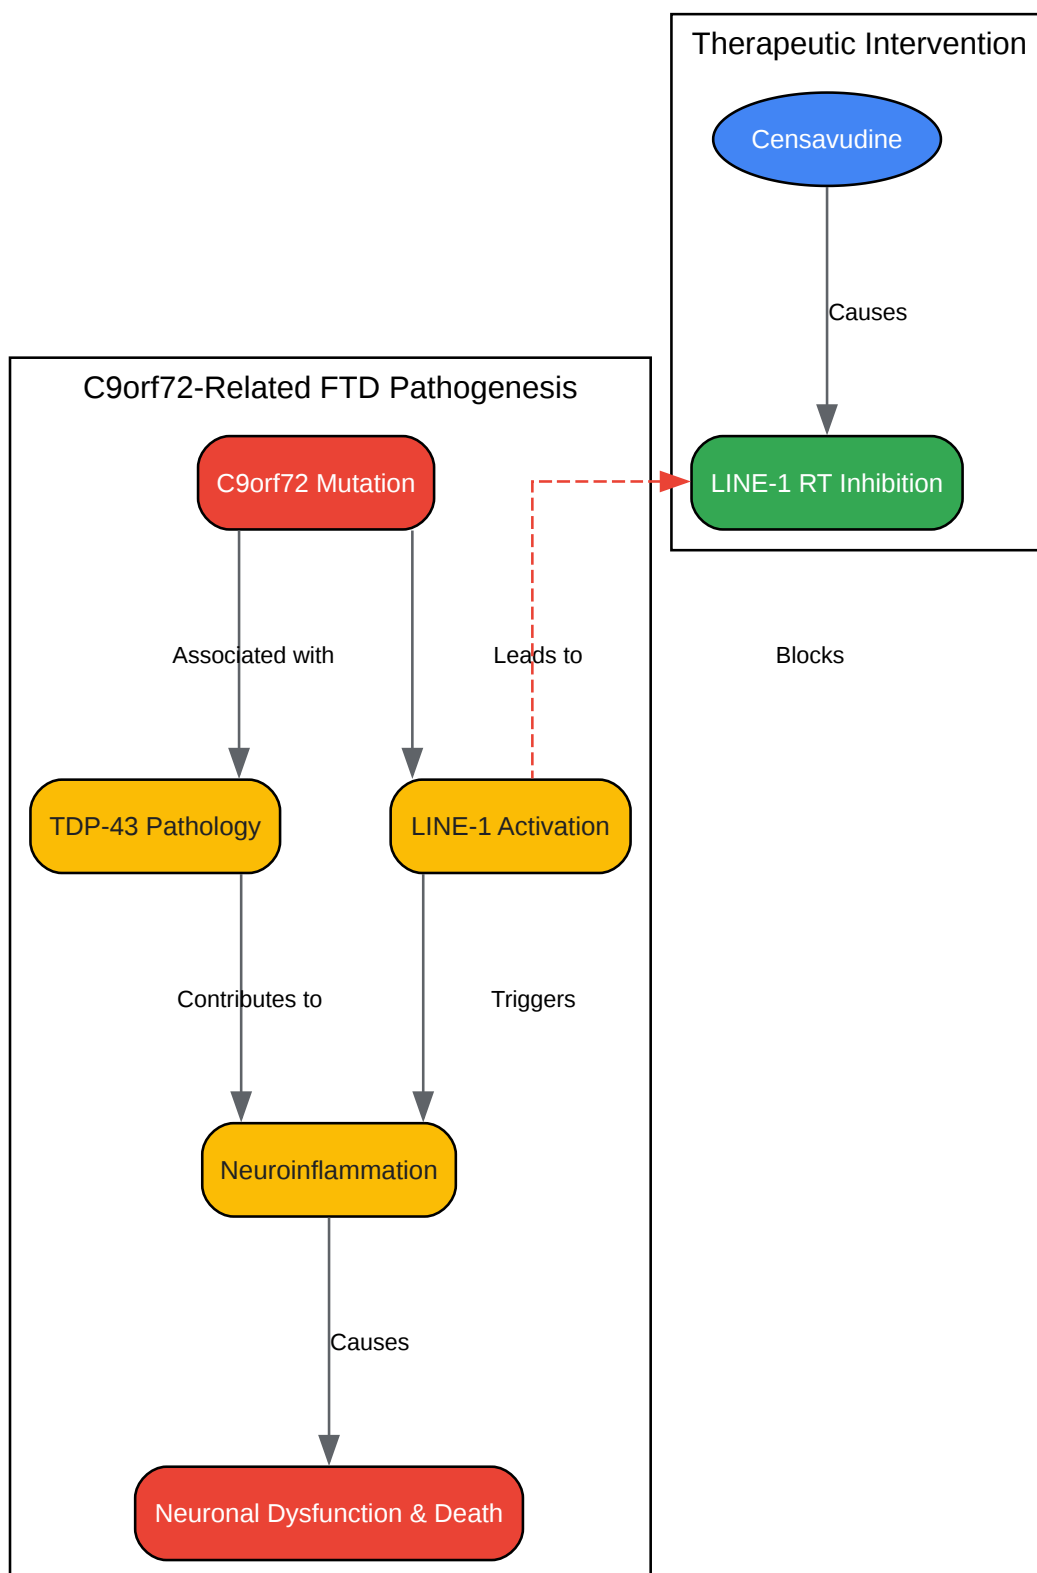 Therapeutic Intervention
Censavudine
Causes
C9orf72-Related FTD Pathogenesis
C9orf72 Mutation
LINE-1 RT Inhibition
Associated with
Leads to
Blocks
TDP-43 Pathology
LINE-1 Activation
Contributes to
Triggers
Neuroinflammation
Causes
Neuronal Dysfunction & Death